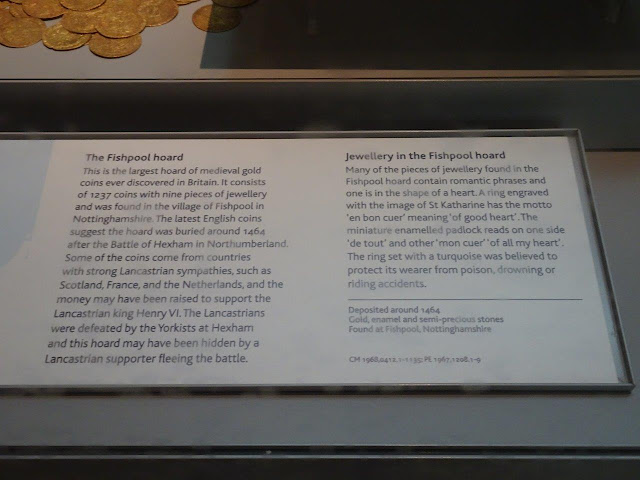 The Fishpool hoard
This is the largest hoard of medieval gold
coins ever discovered in Britain. It consists
of 1237 coins with nine pieces of jewellery
and was found in the village of Fishpool in
Nottinghamshire. The latest English coins
suggest the hoard was buried around 1464
after the Battle of Hexham in Northumberland.
Some of the coins come from countries
with strong Lancastrian sympathies, such as
Scotland, France, and the Netherlands, and the
money may have been raised to support the
Lancastrian king Henry VI. The Lancastrians
were defeated by the Yorkists at Hexham
and this hoard may have been hidden by a
Lancastrian supporter fleeing the battle.
Jewellery in the Fishpool hoard
Many of the pieces of jewellery found in the
Fishpool hoard contain romantic phrases and
one is in the shape of a heart. A ring engraved
with the image of St Katharine has the motto
'en bon cuer' meaning 'of good heart'. The
miniature enamelled padlock reads on one side
'de tout' and other 'mon cuer' 'of all my heart'.
The ring set with a turquoise was believed to
protect its wearer from poison, drowning or
riding accidents.
Deposited around 1464
Gold, enamel and semi-precious stones
Found at Fishpool, Nottinghamshire
CM 1968,0412.1-1135; PE 1967,1208.1-9